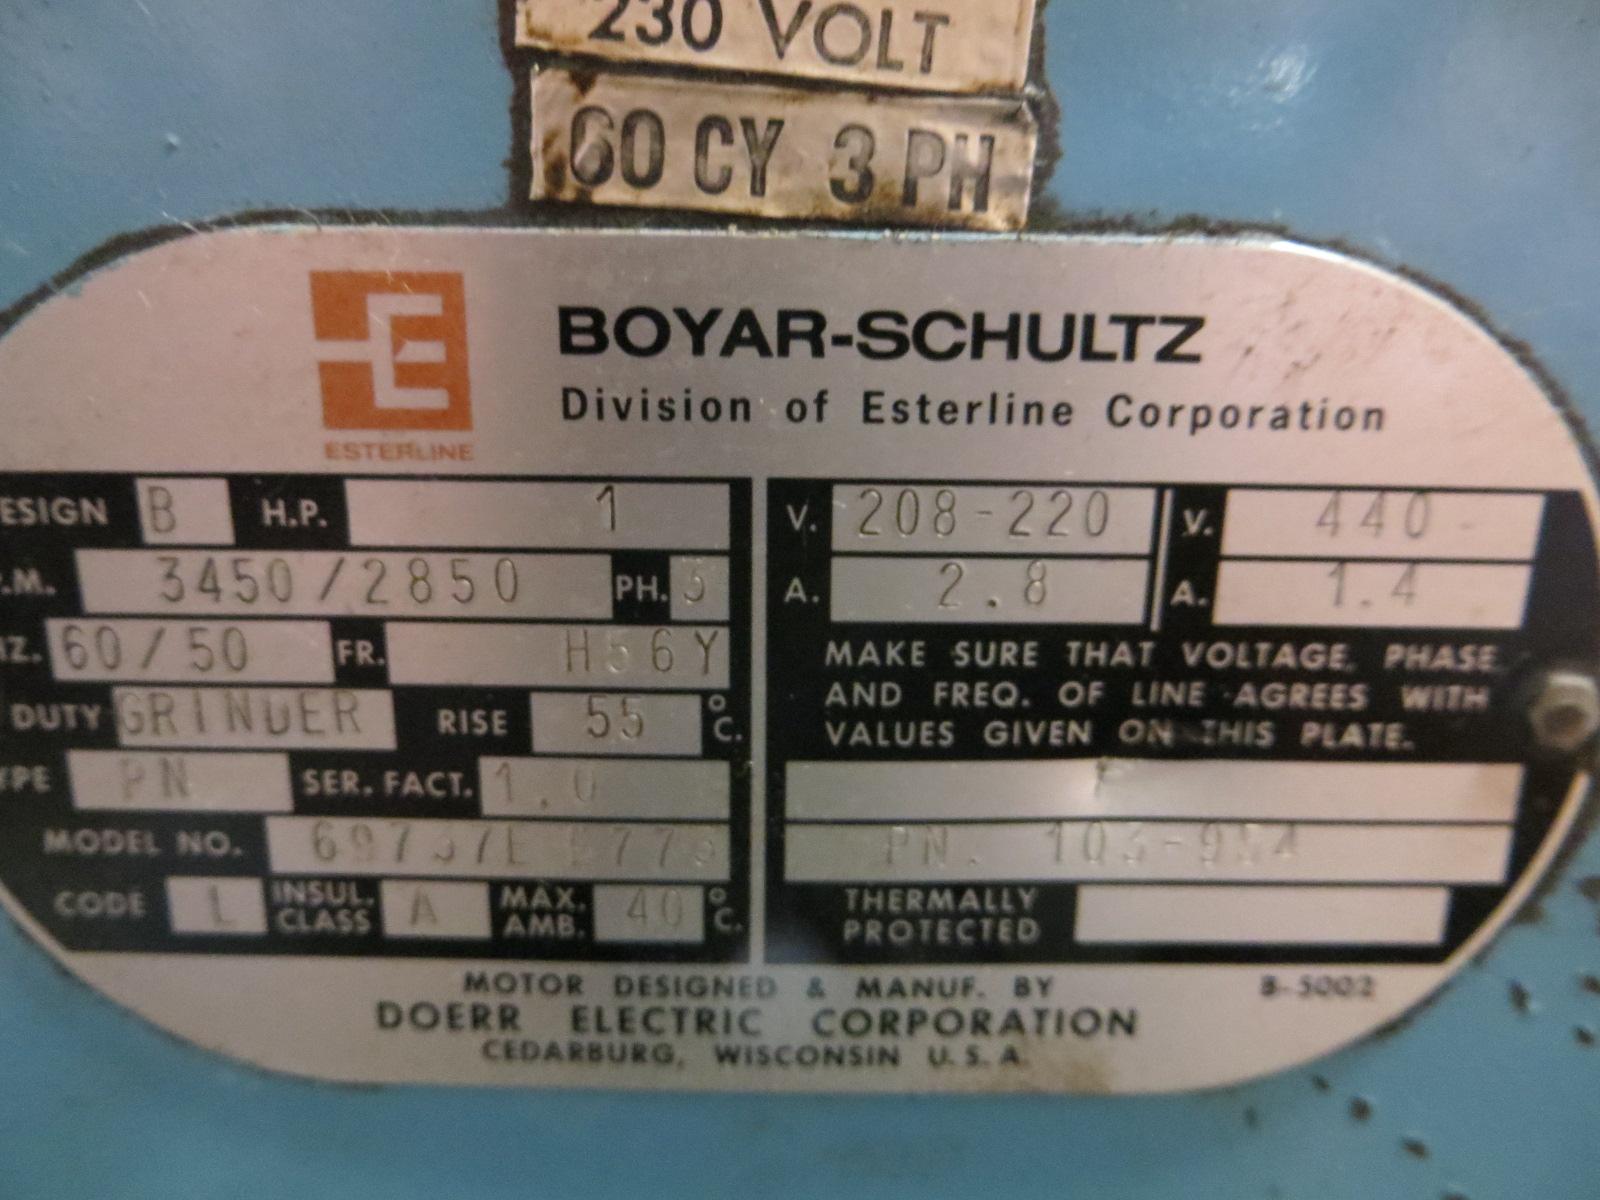 230 VOLT
60 CY 3 PH
BOYAR-SCHULTZ
Division of Esterline Corporation
ESTERLINE
ESIGN B H.P. 1
.M. 3450/2850 PH. 3
Z. 60/50 FR. H56Y
DUTY GRINDER RISE 55 °C.
PE PN SER. FACT. 1.0
MODEL NO.
CODE L INSUL. CLASS A MAX. AMB. 40 °C.
V. 208-220 V. 440-
A. 2.8 A. 1.4
MAKE SURE THAT VOLTAGE, PHASE
AND FREQ. OF LINE AGREES WITH
VALUES GIVEN ON THIS PLATE.
PN.
THERMALLY
PROTECTED
MOTOR DESIGNED & MANUF. BY B-5002
DOERR ELECTRIC CORPORATION
CEDARBURG, WISCONSIN U.S.A.